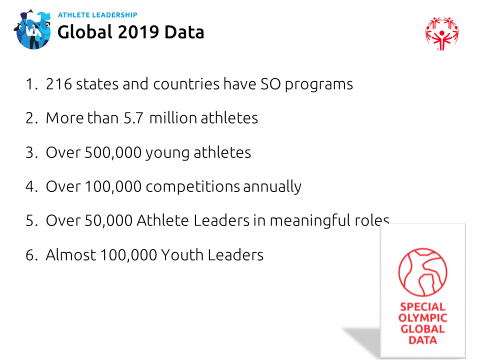 ATHLETE LEADERSHIP
Global 2019 Data
1. 216 states and countries have SO programs
2. More than 5.7 million athletes
3. Over 500,000 young athletes
4. Over 100,000 competitions annually
5. Over 50,000 Athlete Leaders in meaningful roles
6. Almost 100,000 Youth Leaders
SPECIAL
OLYMPIC
GLOBAL
DATA